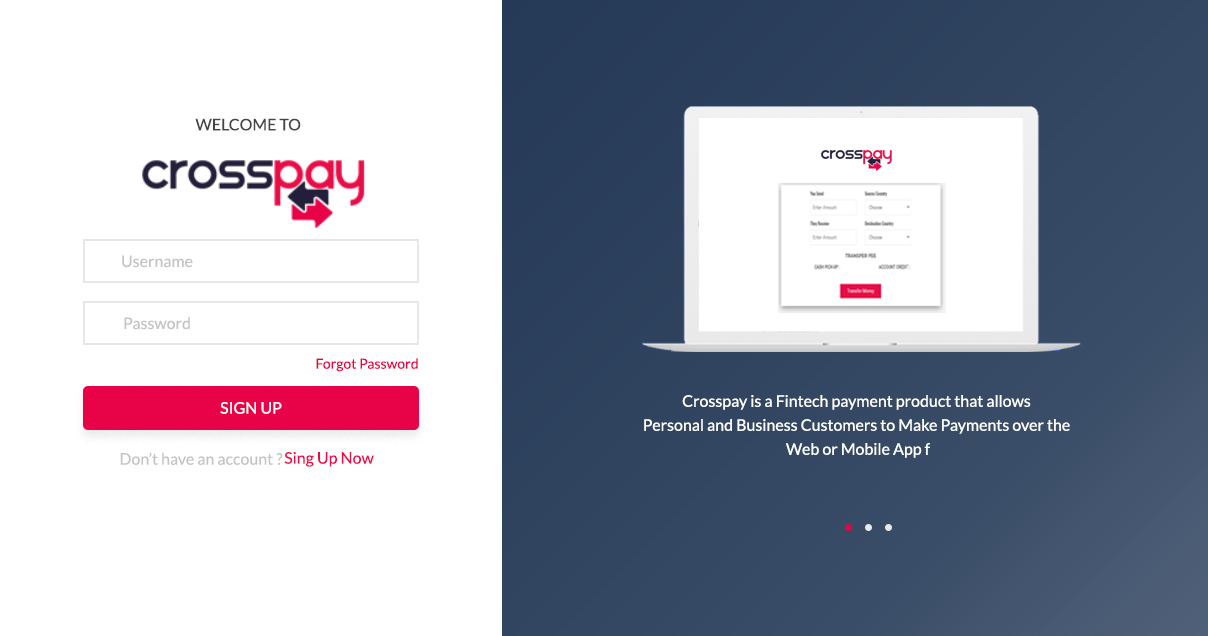 WELCOME TO
crosspay
Username
Password
Forgot Password
SIGN UP
Don't have an account ? Sing Up Now
crosspay
You Send Source Country
Enter Amount Choose
They Receive Destination Country
Enter Amount Choose
TRANSFER FEE
CASH PICK-UP : ACCOUNT CREDIT :
Transfer Money
Crosspay is a Fintech payment product that allows
Personal and Business Customers to Make Payments over the
Web or Mobile App f